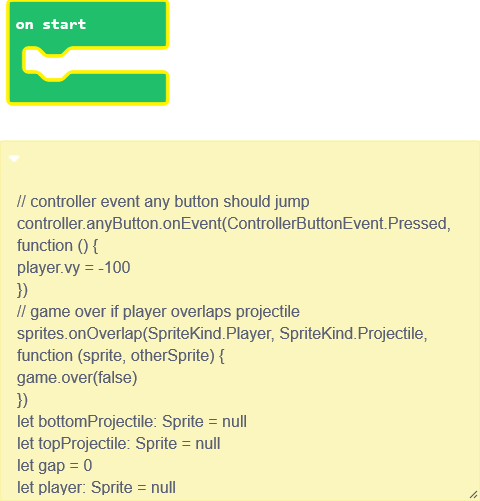 on start
// controller event any button should jump
controller.anyButton.onEvent(ControllerButtonEvent.Pressed,
function () {
player.vy = -100
})
// game over if player overlaps projectile
sprites.onOverlap(SpriteKind.Player, SpriteKind.Projectile,
function (sprite, otherSprite) {
game.over(false)
})
let bottomProjectile: Sprite = null
let topProjectile: Sprite = null
let gap = 0
let player: Sprite = null